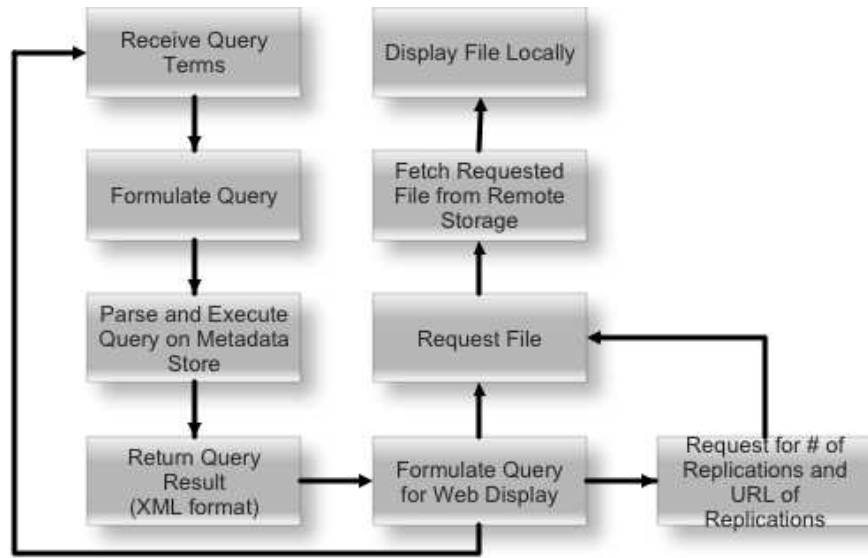 Receive Query
Terms
Formulate Query
Parse and Execute
Query on Metadata
Store
Return Query
Result
(XML format)
Display File Locally
Fetch Requested
File from Remote
Storage
Request File
Formulate Query
for Web Display
Request for # of
Replications and
URL of
Replications